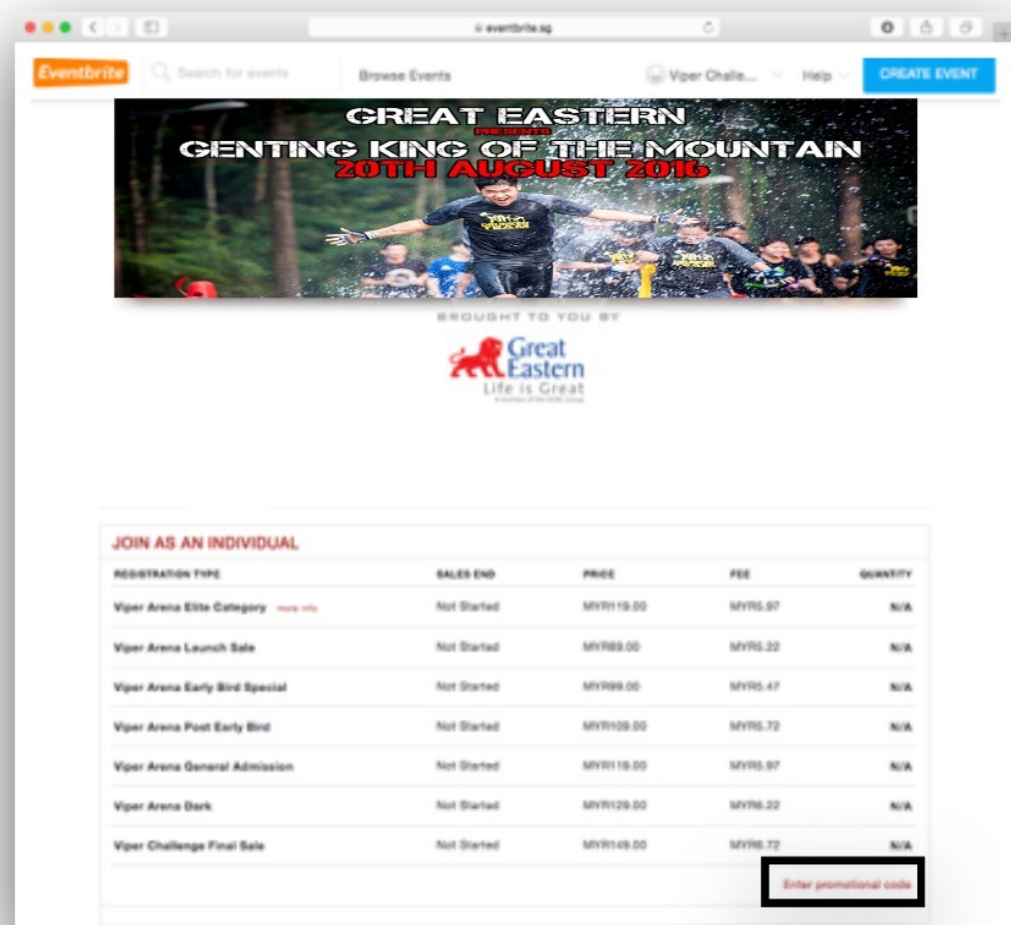 eventbrite.sg
Eventbrite Search for events Browse Events Viper Challe... Help CREATE EVENT
GREAT EASTERN
PRESENTS
GENTING KING OF THE MOUNTAIN
20TH AUGUST 2016
BROUGHT TO YOU BY
Great
Eastern
Life is Great
JOIN AS AN INDIVIDUAL
REGISTRATION TYPE SALES END PRICE FEE QUANTITY
Viper Arena Elite Category more info Not Started MYR119.00 MYR5.97 N/A
Viper Arena Launch Sale Not Started MYR89.00 MYR5.22 N/A
Viper Arena Early Bird Special Not Started MYR99.00 MYR5.47 N/A
Viper Arena Post Early Bird Not Started MYR109.00 MYR5.72 N/A
Viper Arena General Admission Not Started MYR119.00 MYR5.97 N/A
Viper Arena Dark Not Started MYR129.00 MYR6.22 N/A
Viper Challenge Final Sale Not Started MYR149.00 MYR6.72 N/A
Enter promotional code